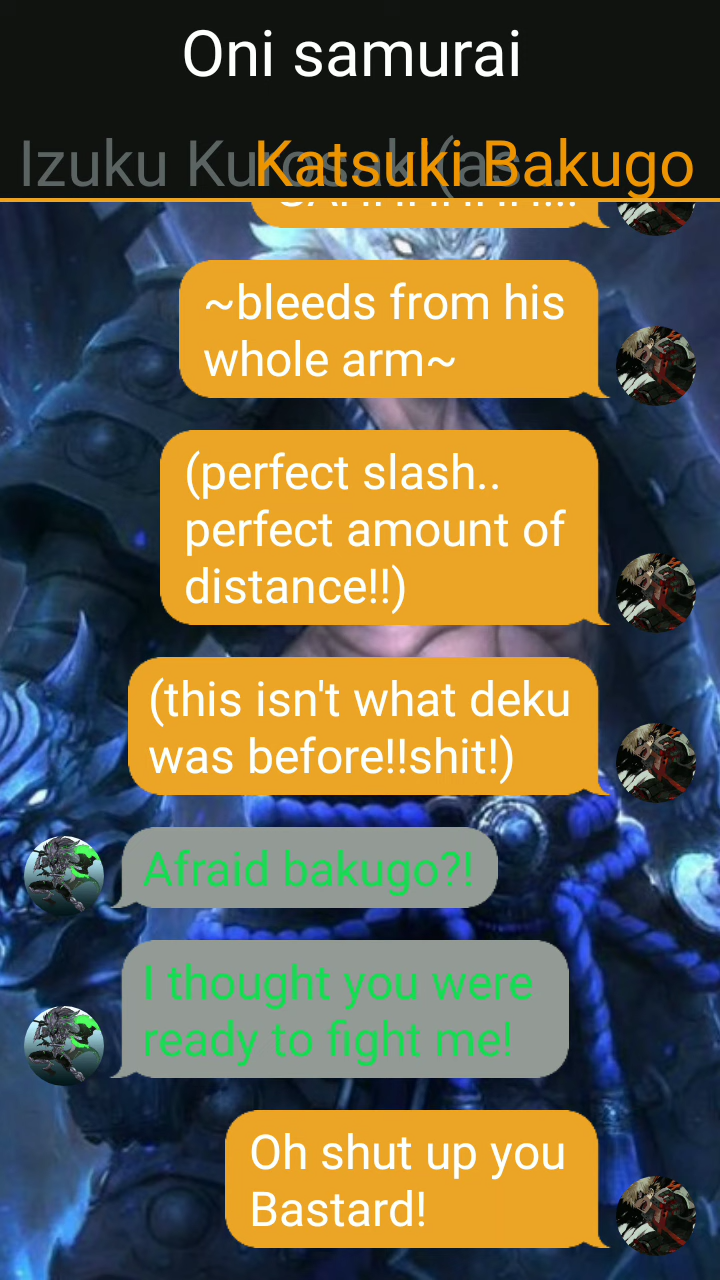 Oni samurai
Izuku Katsuki Bakugo
~bleeds from his
whole arm~
(perfect slash..
perfect amount of
distance!!)
(this isn't what deku
was before!!shit!)
Afraid bakugo?!
I thought you were
ready to fight me!
Oh shut up you
Bastard!